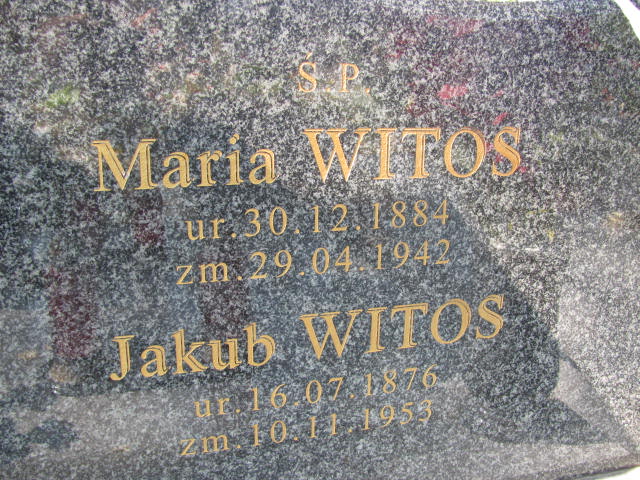 Ś.P.
Maria WITOS
ur.30.12.1884
zm.29.04.1942
Jakub WITOS
ur.16.07.1876
zm.10.11.1953